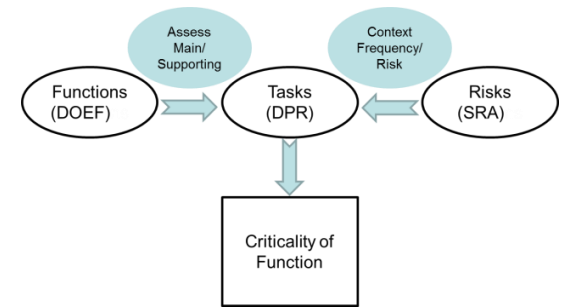 Assess
Main/
Supporting
Context
Frequency/
Risk
Functions
(DOEF)
Tasks
(DPR)
Risks
(SRA)
Criticality of
Function